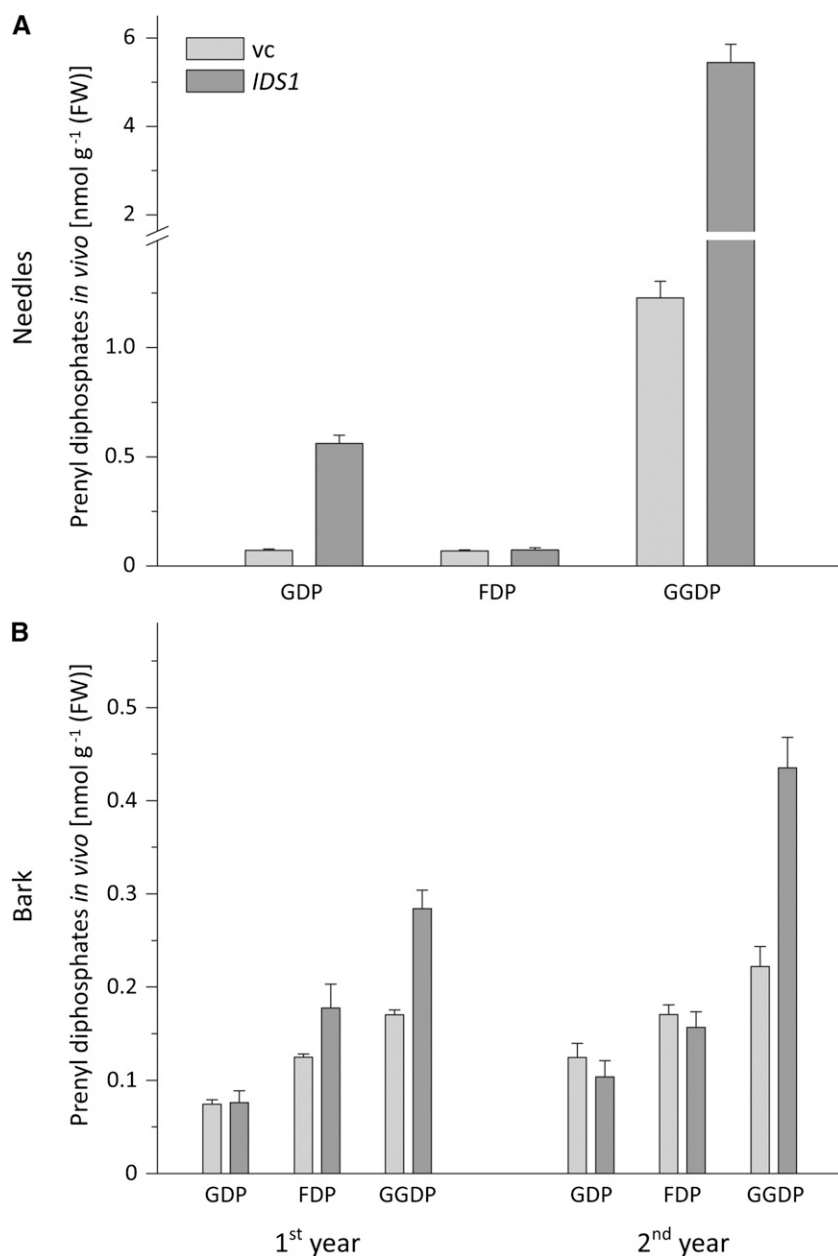 A
vc
IDS1
Needles
Prenyl diphosphates in vivo [nmol g⁻¹ (FW)]
6
4
2
1.0
0.5
0
GDP FDP GGDP
B
Bark
Prenyl diphosphates in vivo [nmol g⁻¹ (FW)]
0.5
0.4
0.3
0.2
0.1
0
GDP FDP GGDP GDP FDP GGDP
1st year 2nd year